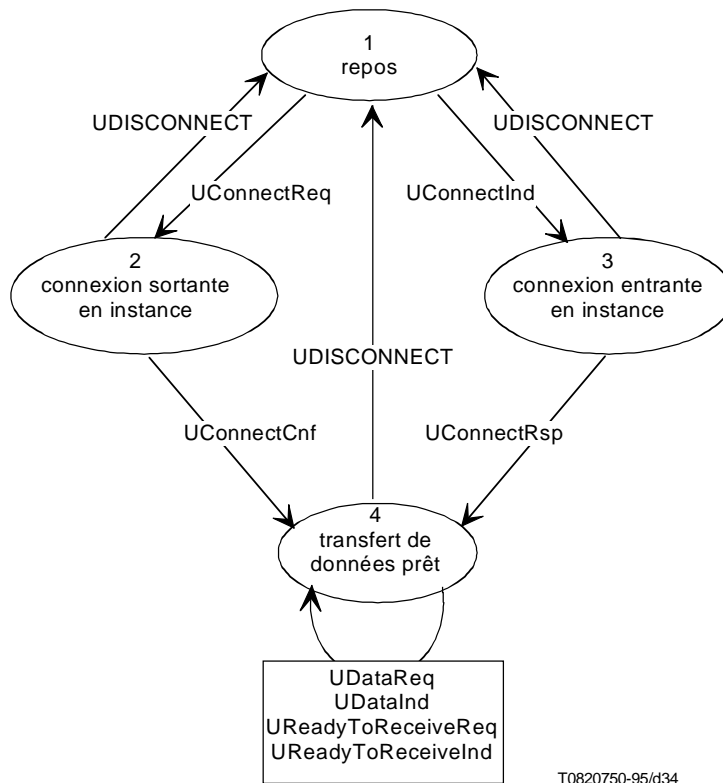 1
repos
UDISCONNECT
UDISCONNECT
UConnectReq
UConnectInd
2
connexion sortante
en instance
3
connexion entrante
en instance
UDISCONNECT
UConnectCnf
UConnectRsp
4
transfert de
données prêt
UDataReq
UDataInd
UReadyToReceiveReq
UReadyToReceiveInd
T0820750-95/d34